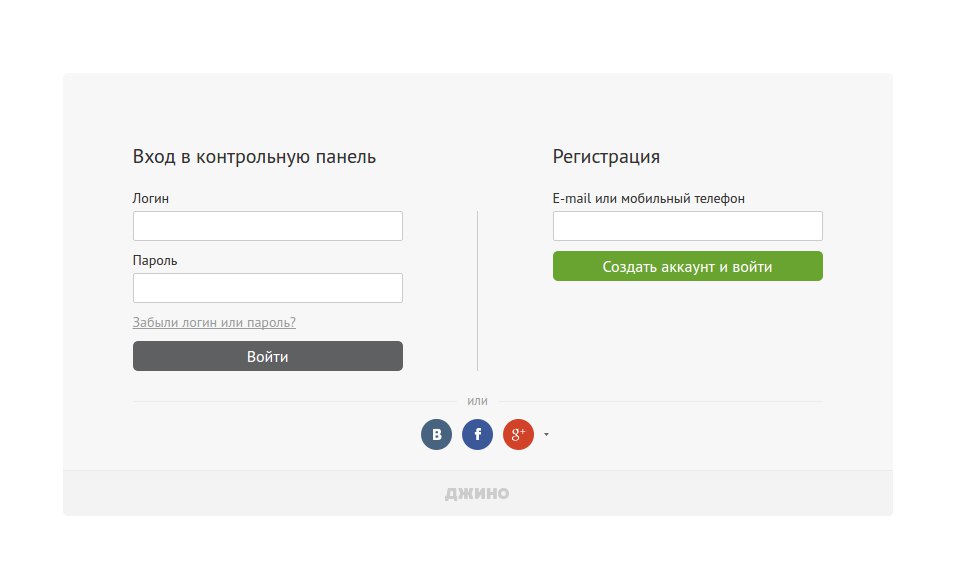 Вход в контрольную панель
Логин
Пароль
Забыли логин или пароль?
Войти
Регистрация
E-mail или мобильный телефон
Создать аккаунт и войти
или
В f g+
джино